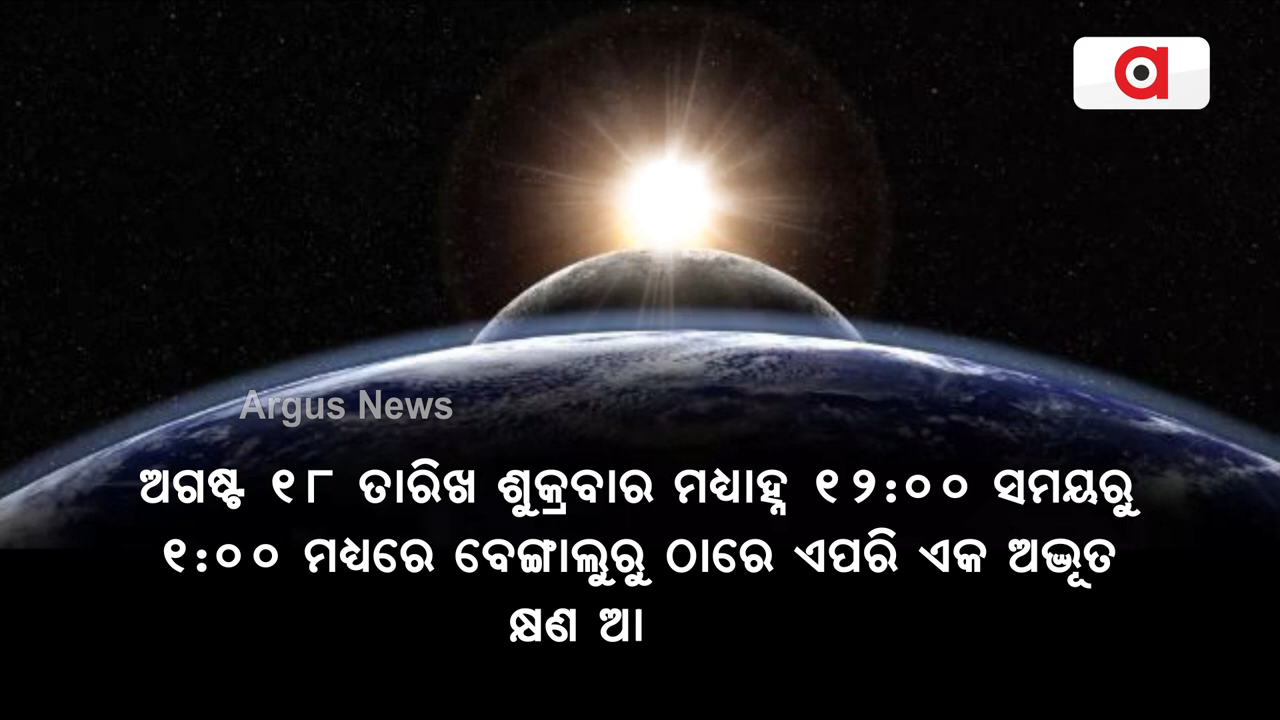 Argus News
ଅଗଷ୍ଟ ୧୮ ତାରିଖ ଶୁକ୍ରବାର ମଧ୍ୟାହ୍ନ ୧୨:୦୦ ସମୟରୁ
୧:୦୦ ମଧ୍ୟରେ ବେଙ୍ଗାଲୁରୁ ଠାରେ ଏପରି ଏକ ଅଦ୍ଭୂତ
କ୍ଷଣ ଆ